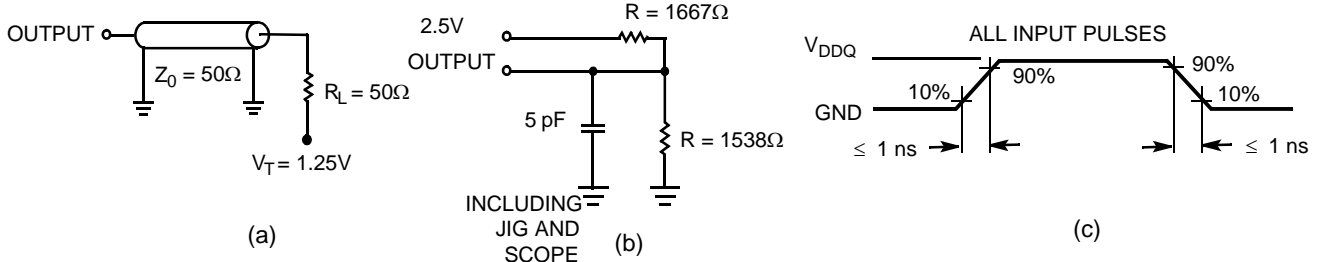 OUTPUT
Z0 = 50Ω
RL = 50Ω
VT = 1.25V
(a)
R = 1667Ω
2.5V
OUTPUT
5 pF
R = 1538Ω
INCLUDING
JIG AND
SCOPE
(b)
ALL INPUT PULSES
VDDQ
90%
90%
10%
10%
GND
≤ 1 ns
≤ 1 ns
(c)